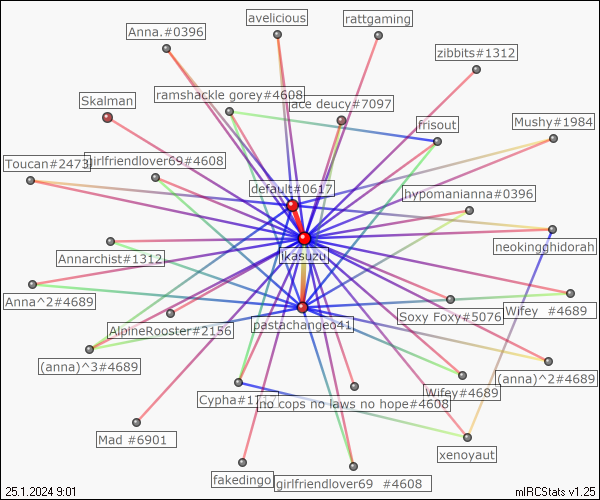 avelicious
rattgaming
Anna.#0396
zibbits#1312
ramshackle gorey#4608
ace deucy#7097
Skalman
frisout
Mushy#1984
Toucan#2473
girlfriendlover69#4608
default#0617
hypomanianna#0396
neokingghidorah
Ikasuzu
Annarchist#1312
Anna^2#4689
Soxy Foxy#5076
Wifey #4689
AlpineRooster#2156
pastachangeo41
(anna)^3#4689
(anna)^2#4689
Wifey#4689
no cops no laws no hope#4608
Mad #6901
xenoyaut
fakedingo
girlfriendlover69 #4608
25.1.2024 9:01
mIRCStats v1.25